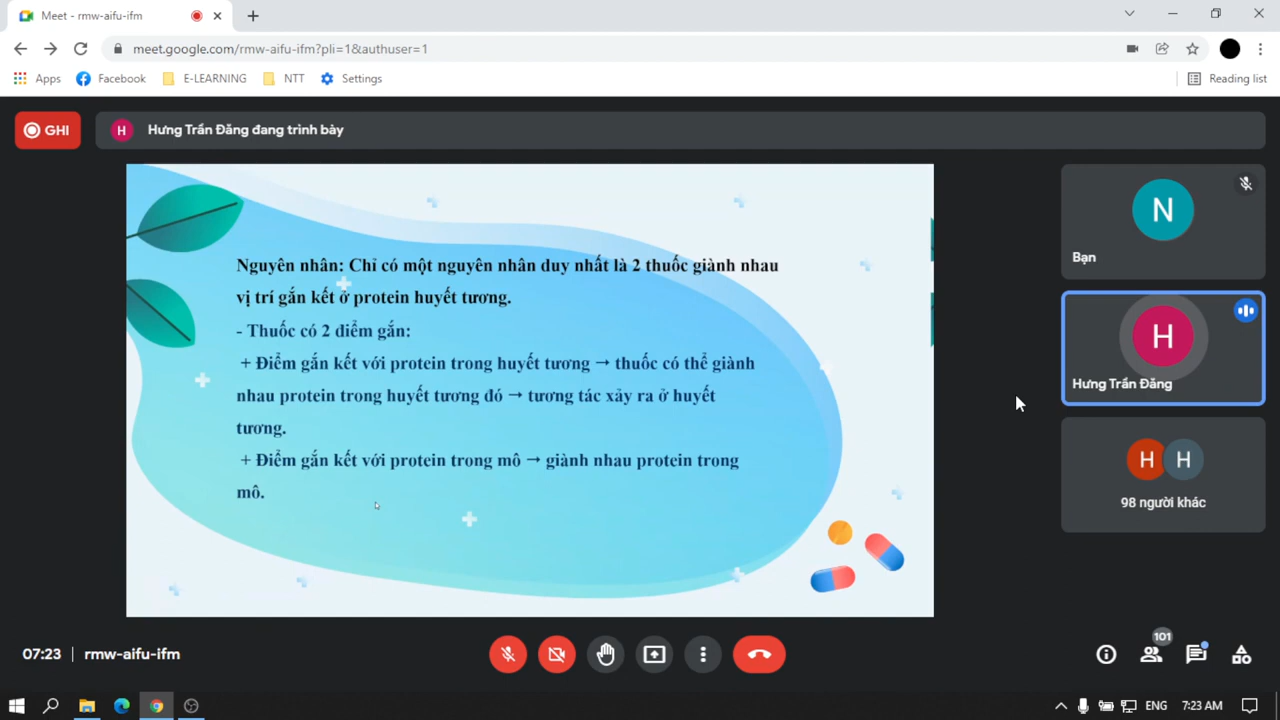 Meet - rmw-aifu-ifm
meet.google.com/rmw-aifu-ifm?pli=1&authuser=1
Apps
Facebook
E-LEARNING
NTT
Settings
Reading list
GHI
H
Hưng Trần Đăng đang trình bày
Nguyên nhân: Chỉ có một nguyên nhân duy nhất là 2 thuốc giành nhau
vị trí gắn kết ở protein huyết tương.
- Thuốc có 2 điểm gắn:
+ Điểm gắn kết với protein trong huyết tương → thuốc có thể giành
nhau protein trong huyết tương đó → tương tác xảy ra ở huyết
tương.
+ Điểm gắn kết với protein trong mô → giành nhau protein trong
mô.
N
Bạn
H
Hưng Trần Đăng
H H
98 người khác
07:23 | rmw-aifu-ifm
101
ENG
7:23 AM